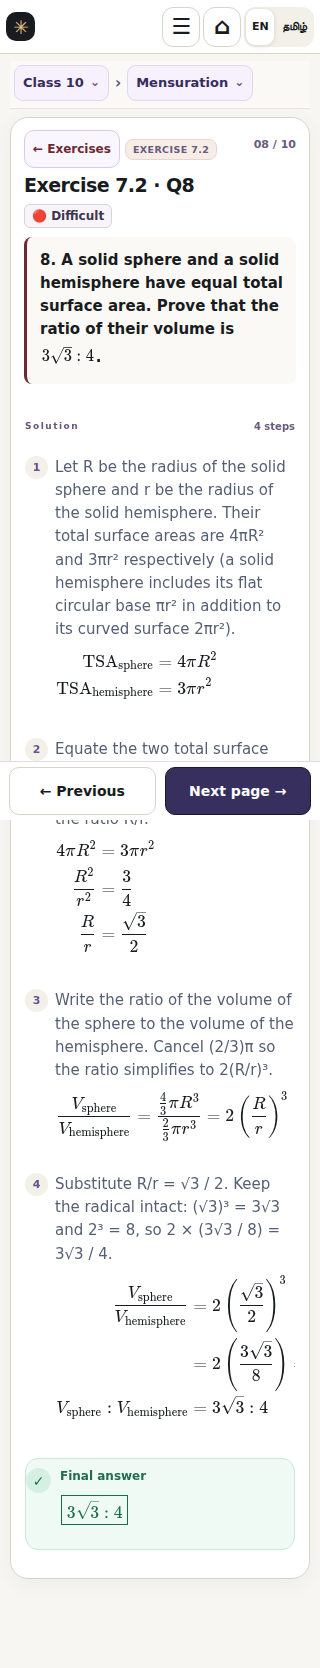 EN தமிழ்
Class 10 › Mensuration
← Exercises EXERCISE 7.2 08 / 10
Exercise 7.2 · Q8
🔴 Difficult
8. A solid sphere and a solid
hemisphere have equal total
surface area. Prove that the
ratio of their volume is
3√3 : 4.
Solution 4 steps
1 Let R be the radius of the solid
sphere and r be the radius of
the solid hemisphere. Their
total surface areas are 4πR²
and 3πr² respectively (a solid
hemisphere includes its flat
circular base πr² in addition to
its curved surface 2πr²).
TSA_sphere = 4πR²
TSA_hemisphere = 3πr²
2 Equate the two total surface
← Previous Next page →
4πR² = 3πr²
R²/r² = 3/4
R/r = √3/2
3 Write the ratio of the volume of
the sphere to the volume of the
hemisphere. Cancel (2/3)π so
the ratio simplifies to 2(R/r)³.
V_sphere/V_hemisphere = (4/3 πR³)/(2/3 πr³) = 2 (R/r)³
4 Substitute R/r = √3 / 2. Keep
the radical intact: (√3)³ = 3√3
and 2³ = 8, so 2 × (3√3 / 8) =
3√3 / 4.
V_sphere/V_hemisphere = 2 (√3/2)³
= 2 (3√3/8)
V_sphere : V_hemisphere = 3√3 : 4
✓ Final answer
3√3 : 4